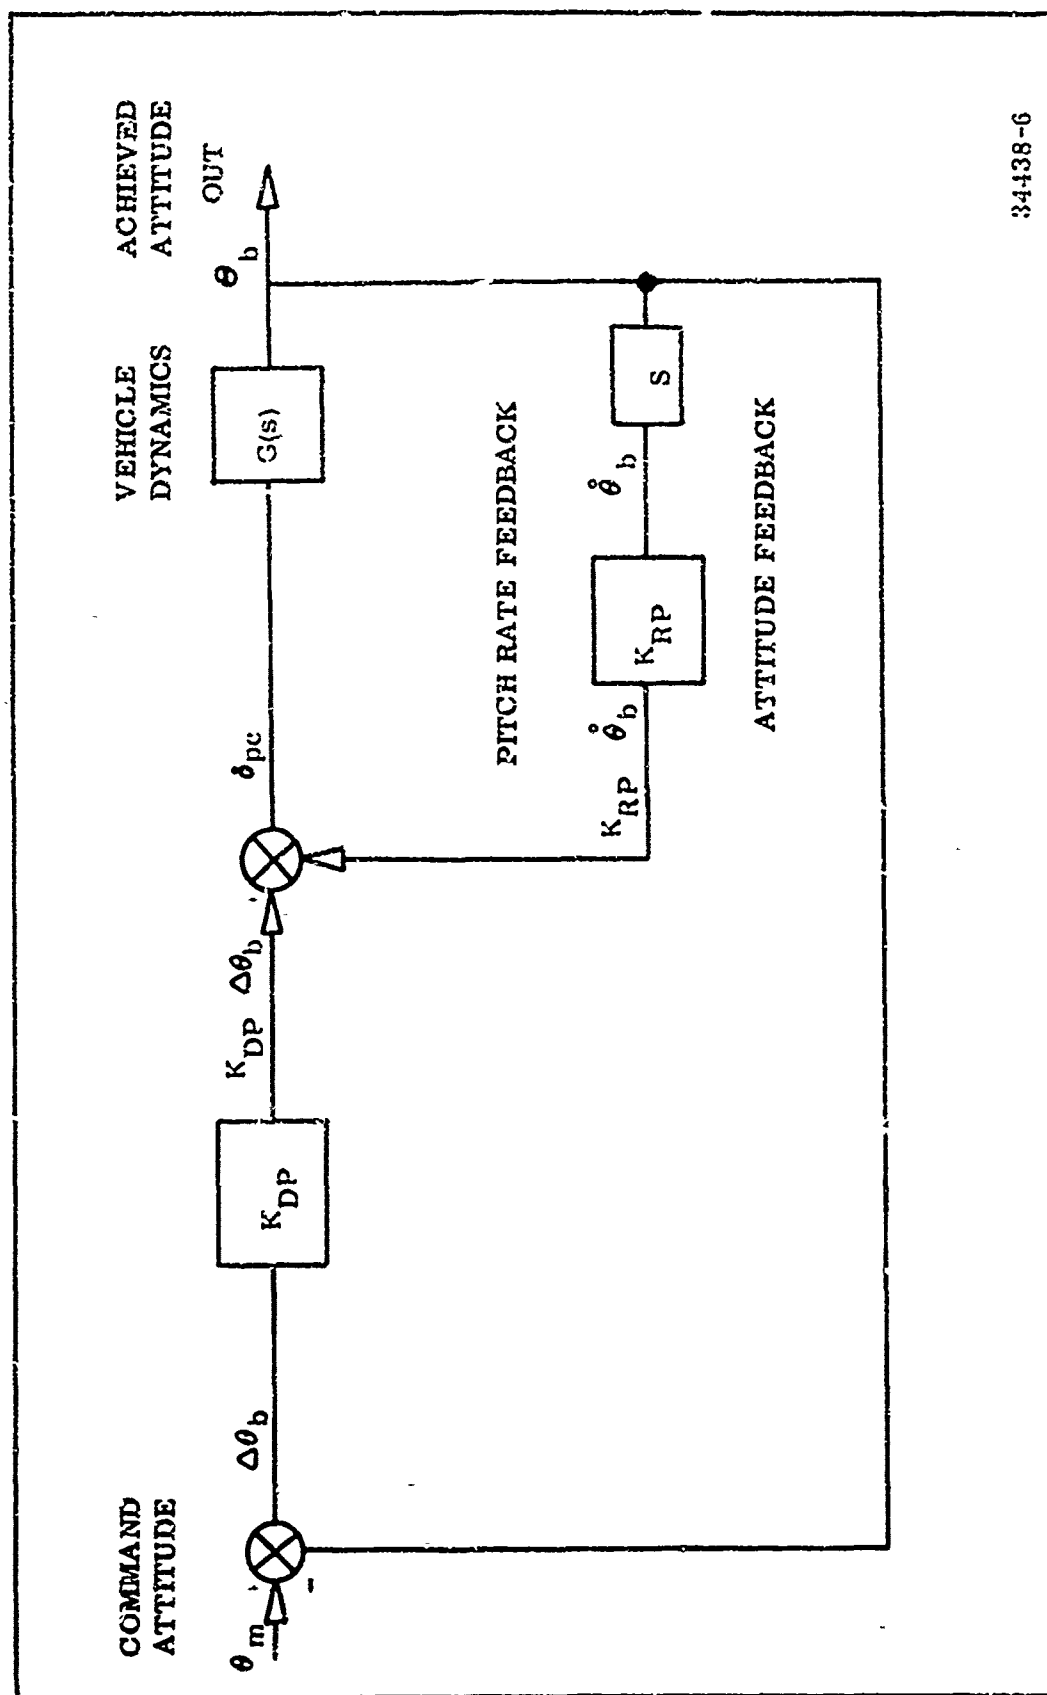 COMMAND
ATTITUDE
θm
-
Δθb
KDP
KDP Δθb
δpc
VEHICLE
DYNAMICS
G(s)
ACHIEVED
ATTITUDE
θb
OUT
PITCH RATE FEEDBACK
KRP θ̊b
KRP
θ̊b
S
ATTITUDE FEEDBACK
34438-6